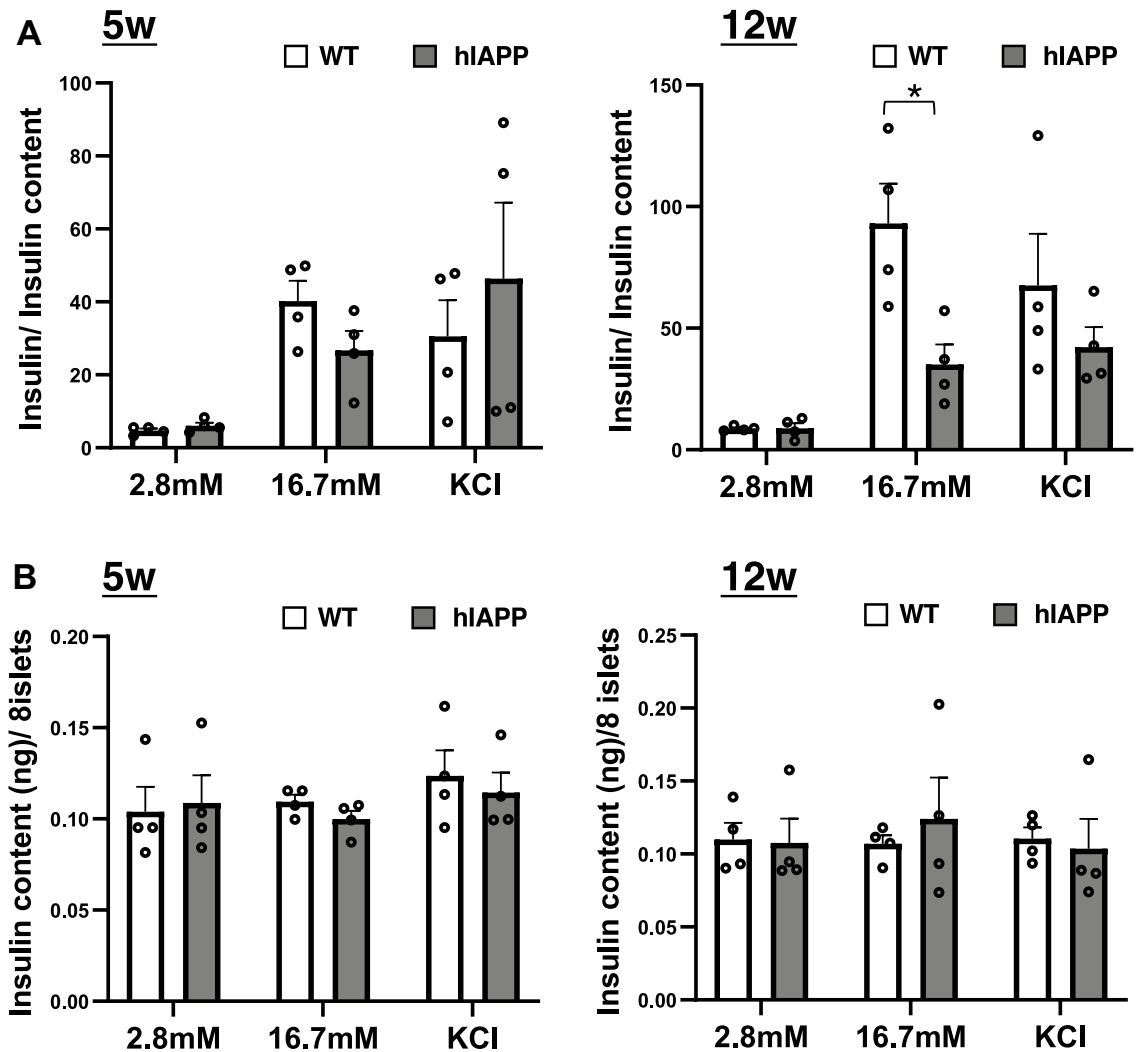 A
5w
WT
hIAPP
Insulin/ Insulin content
100
80
60
40
20
0
2.8mM
16.7mM
KCl
12w
WT
hIAPP
Insulin/ Insulin content
150
100
50
0
*
2.8mM
16.7mM
KCl
B
5w
WT
hIAPP
Insulin content (ng)/ 8islets
0.20
0.15
0.10
0.05
0.00
2.8mM
16.7mM
KCl
12w
WT
hIAPP
Insulin content (ng)/8 islets
0.25
0.20
0.15
0.10
0.05
0.00
2.8mM
16.7mM
KCl